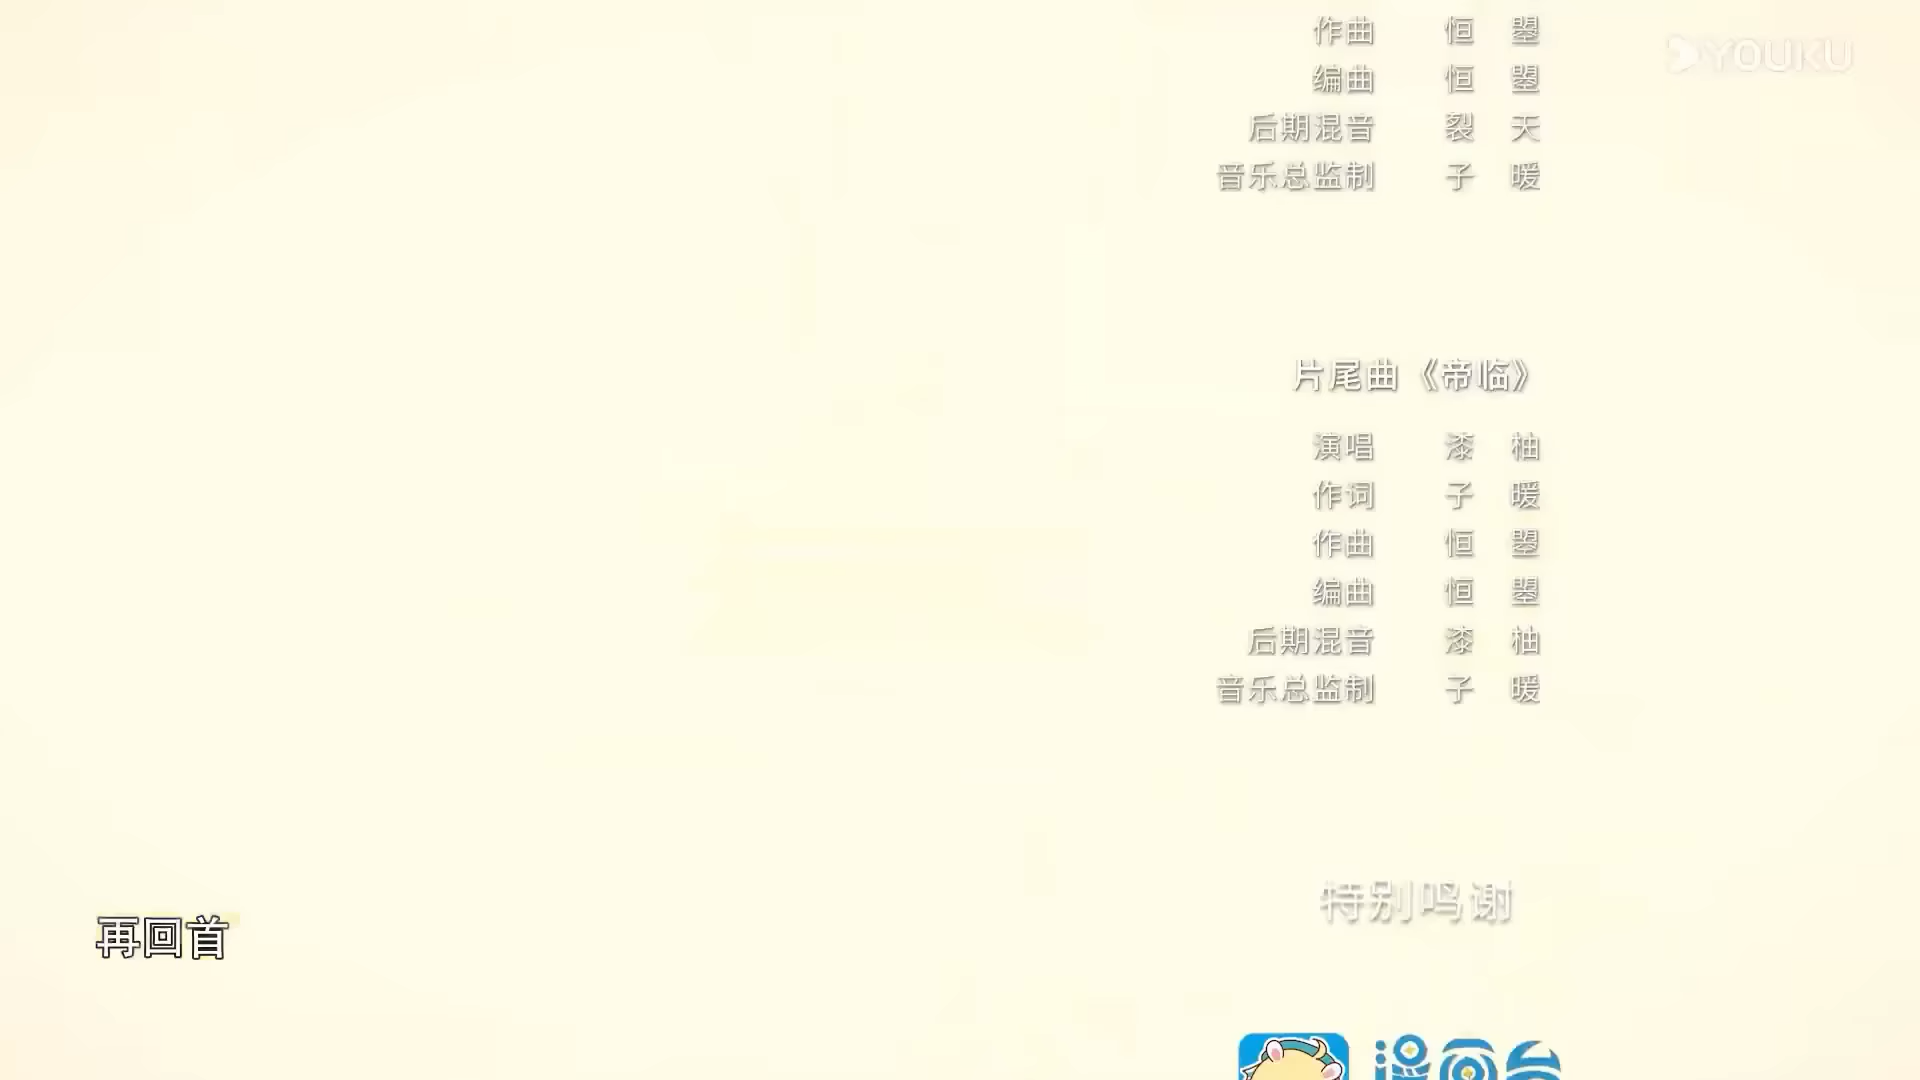 作曲 恒曌
编曲 恒曌
后期混音 裂天
音乐总监制 子暖
YOUKU
片尾曲《帝临》
演唱 漆柚
作词 子暖
作曲 恒曌
编曲 恒曌
后期混音 漆柚
音乐总监制 子暖
特别鸣谢
再回首